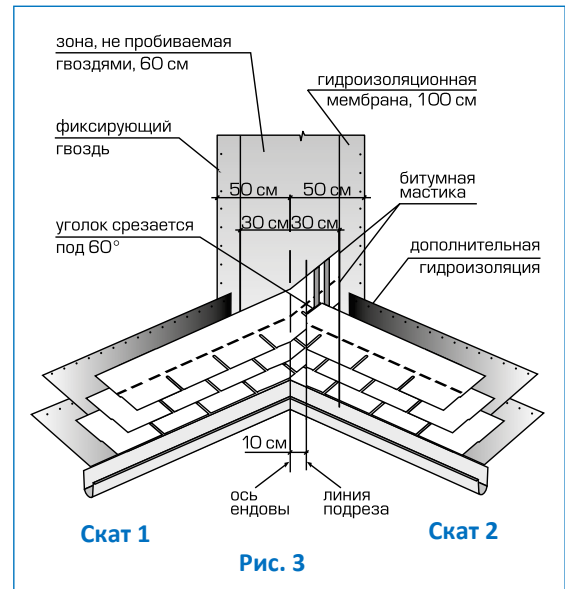 зона, не пробиваемая
гвоздями, 60 см
гидроизоляционная
мембрана, 100 см
фиксирующий
гвоздь
битумная
мастика
50 см
50 см
30 см
30 см
уголок срезается
под 60°
дополнительная
гидроизоляция
10 см
ось
ендовы
линия
подреза
Скат 1
Скат 2
Рис. 3